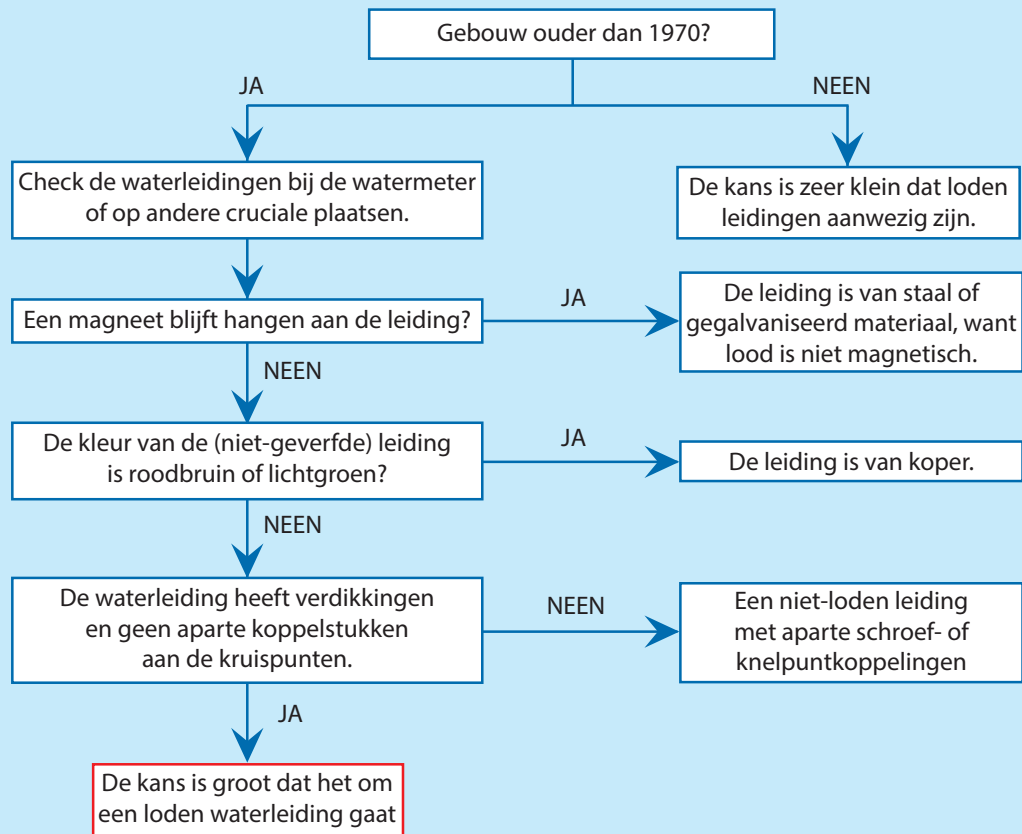 Gebouw ouder dan 1970?
JA
NEEN
Check de waterleidingen bij de watermeter
of op andere cruciale plaatsen.
De kans is zeer klein dat loden
leidingen aanwezig zijn.
Een magneet blijft hangen aan de leiding?
JA
De leiding is van staal of
gegalvaniseerd materiaal, want
lood is niet magnetisch.
NEEN
De kleur van de (niet-geverfde) leiding
is roodbruin of lichtgroen?
JA
De leiding is van koper.
NEEN
De waterleiding heeft verdikkingen
en geen aparte koppelstukken
aan de kruispunten.
NEEN
Een niet-loden leiding
met aparte schroef- of
knelpuntkoppelingen
JA
De kans is groot dat het om
een loden waterleiding gaat